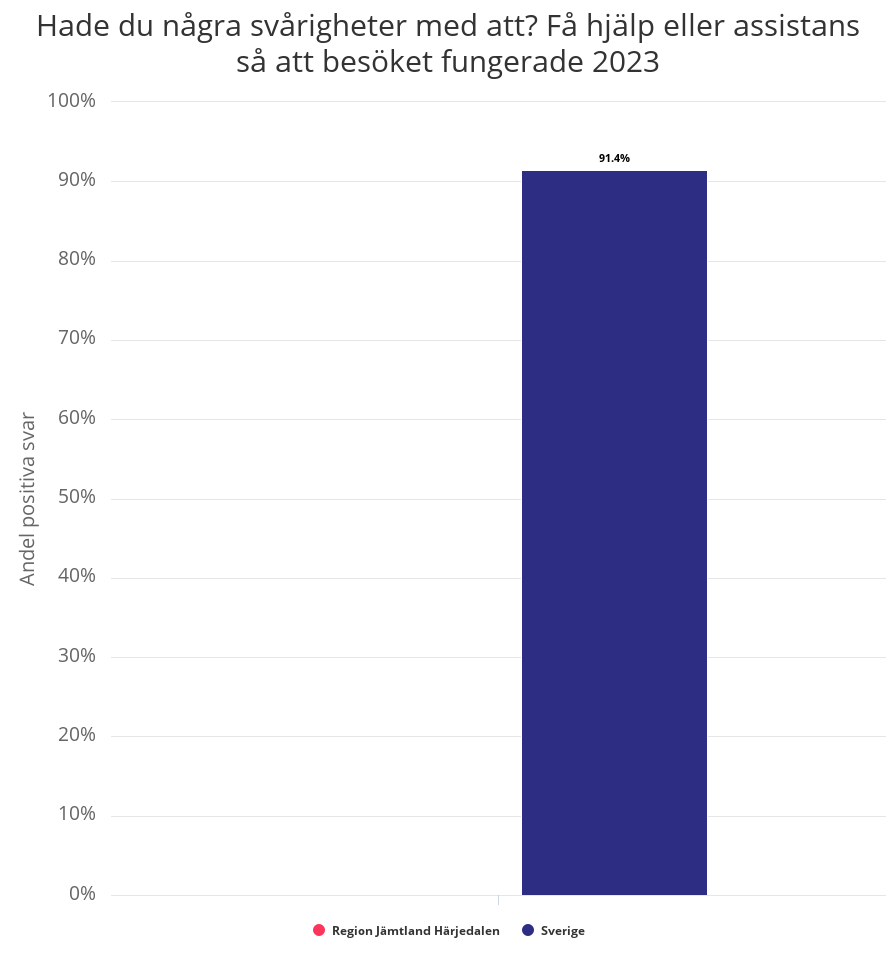 Hade du några svårigheter med att? Få hjälp eller assistans
så att besöket fungerade 2023
100%
91.4%
90%
80%
70%
60%
50%
40%
30%
20%
10%
0%
Andel positiva svar
Region Jämtland Härjedalen
Sverige